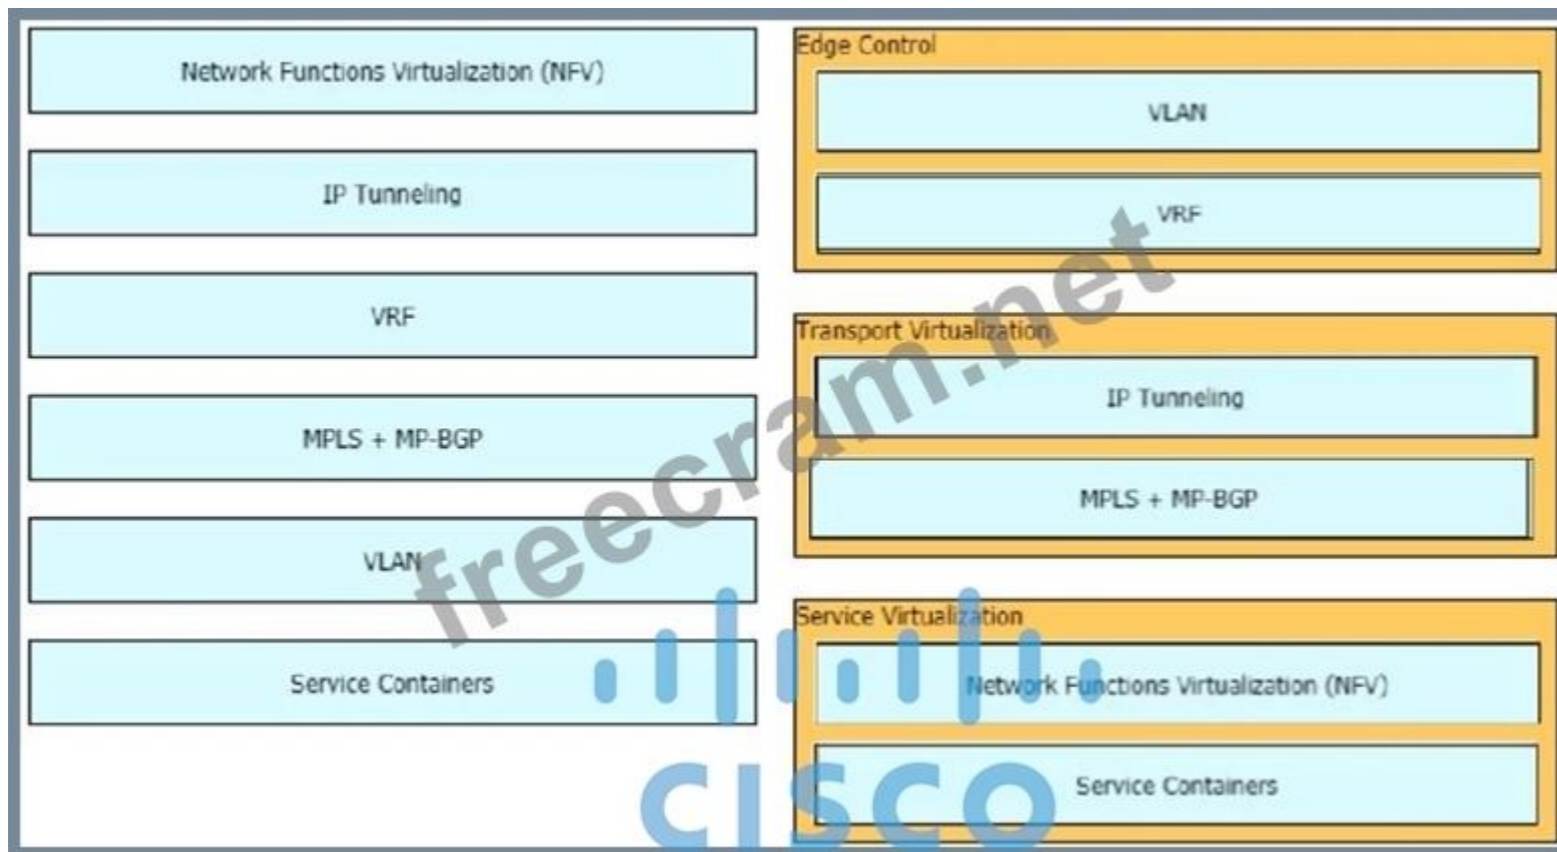 Network Functions Virtualization (NFV)
IP Tunneling
VRF
MPLS + MP-BGP
VLAN
Service Containers
Edge Control
VLAN
VRF
Transport Virtualization
IP Tunneling
MPLS + MP-BGP
Service Virtualization
Network Functions Virtualization (NFV)
Service Containers
freecram.net
CISCO